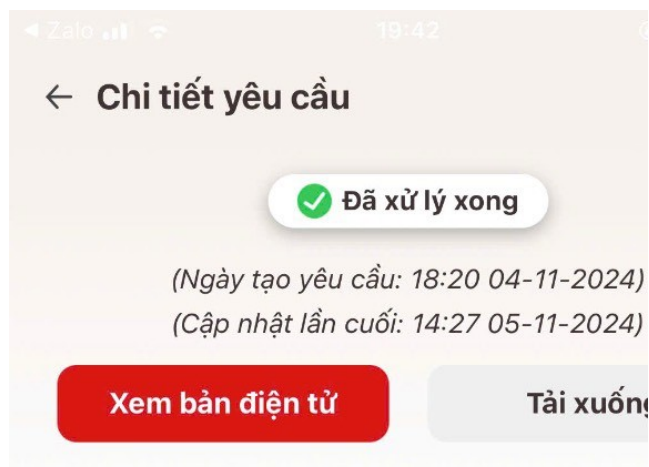 Zalo 19:42
Chi tiết yêu cầu
Đã xử lý xong
(Ngày tạo yêu cầu: 18:20 04-11-2024)
(Cập nhật lần cuối: 14:27 05-11-2024)
Xem bản điện tử Tải xuống